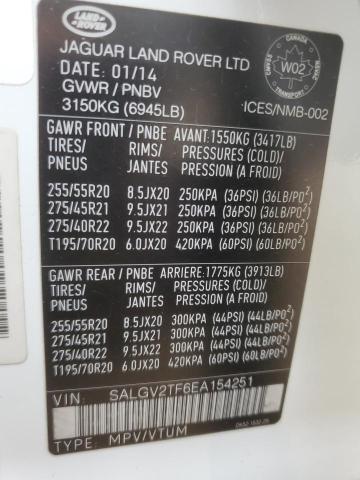 LAND ROVER
CANADA
W02
JAGUAR LAND ROVER LTD
DATE 01/14
GVWR / PNBV
3150KG (6945LB)
ICES/NMB-002
GAWR FRONT / PNBE AVANT:1550KG (3417LB)
TIRES/ RIMS/ PRESSURES (COLD)/
PNEUS JANTES PRESSION (A FROID)
255/55R20 8.5JX20 250KPA (36PSI) (36LB/PO²)
275/45R21 9.5JX21 250KPA (36PSI) (36LB/PO²)
275/40R22 9.5JX22 250KPA (36PSI) (36LB/PO²)
T195/70R20 6.0JX20 420KPA (60PSI) (60LB/PO²)
GAWR REAR / PNBE ARRIERE:1775KG (3913LB)
TIRES/ RIMS/ PRESSURES (COLD)/
PNEUS JANTES PRESSION (A FROID)
255/55R20 8.5JX20 300KPA (44PSI) (44LB/PO²)
275/45R21 9.5JX21 300KPA (44PSI) (44LB/PO²)
275/40R22 9.5JX22 300KPA (44PSI) (44LB/PO²)
T195/70R20 6.0JX20 420KPA (60PSI) (60LB/PO²)
VIN: SALGV2TF6EA154251
TYPE: MPV/VTUM